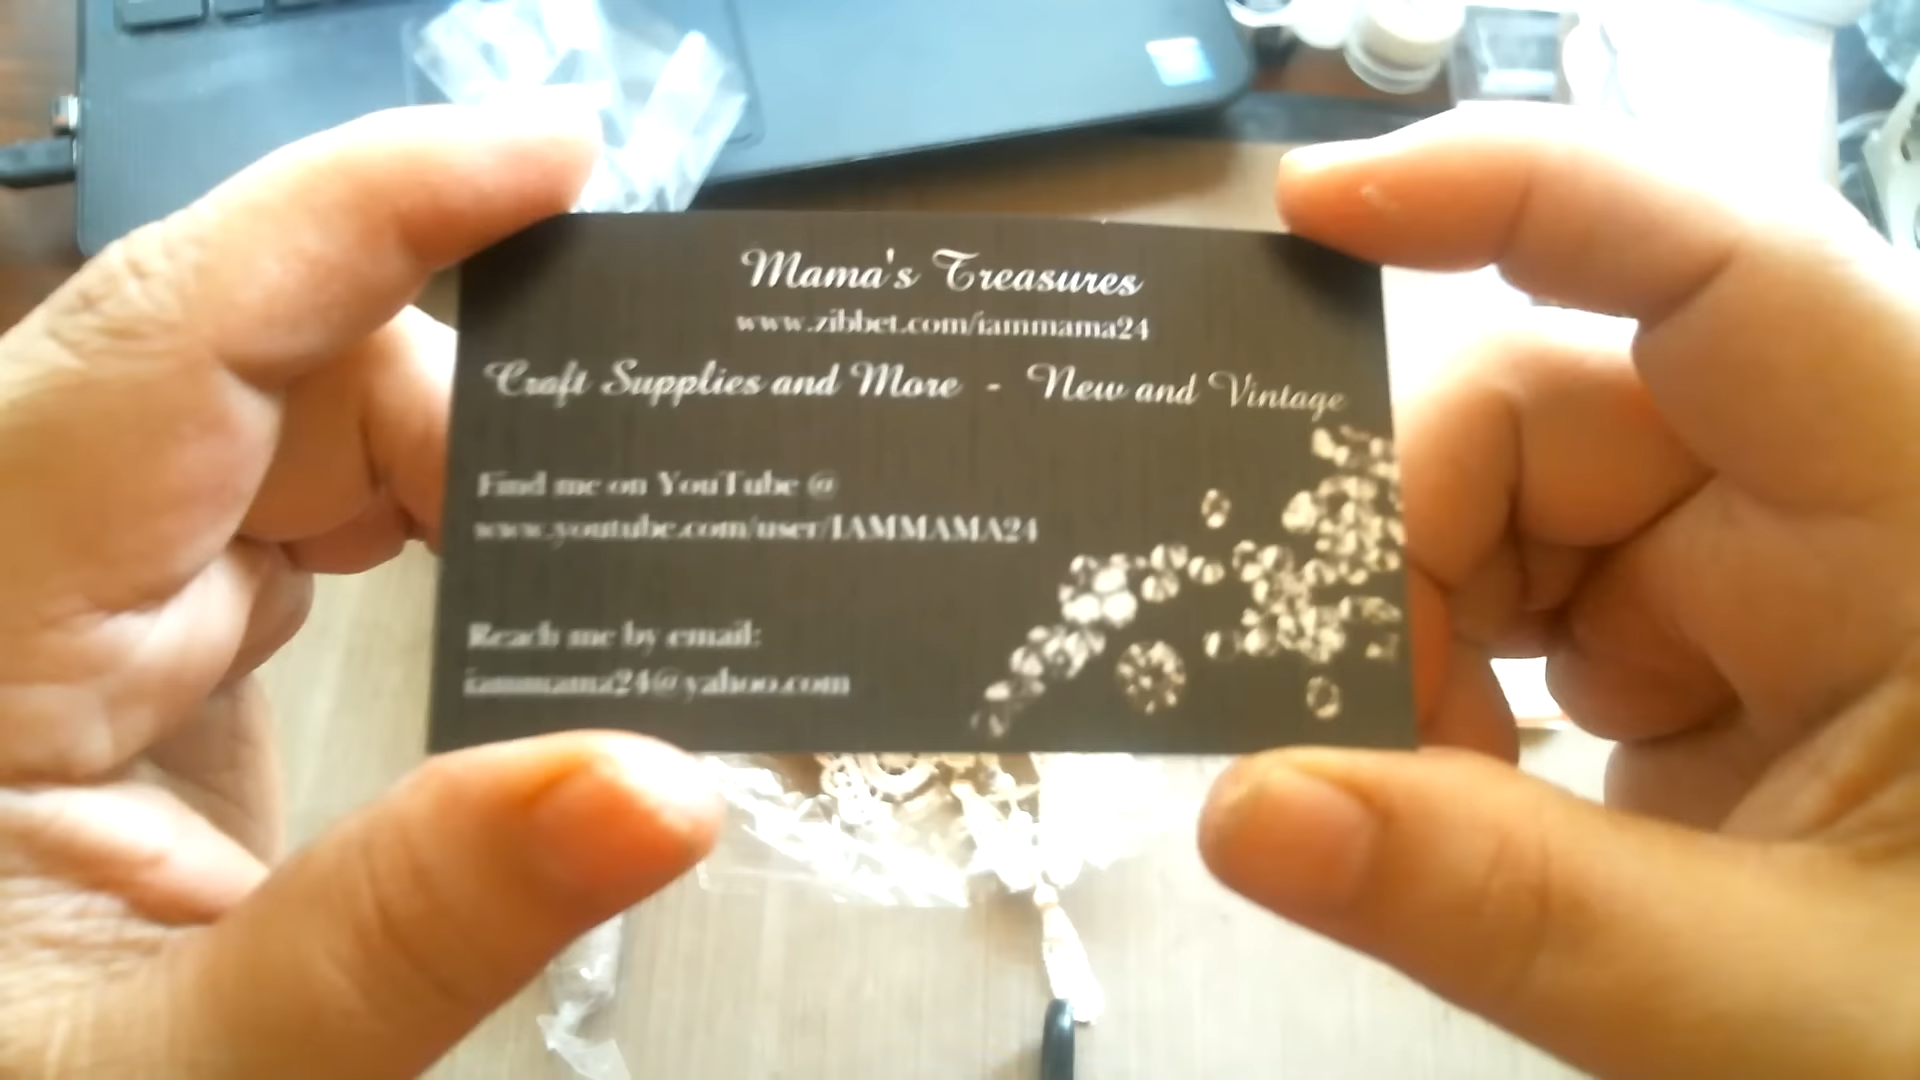 Mama's Treasures
www.zibbet.com/iammama24
Craft Supplies and More - New and Vintage
Find me on YouTube @
www.youtube.com/user/IAMMAMA24
Reach me by email:
iammama24@yahoo.com